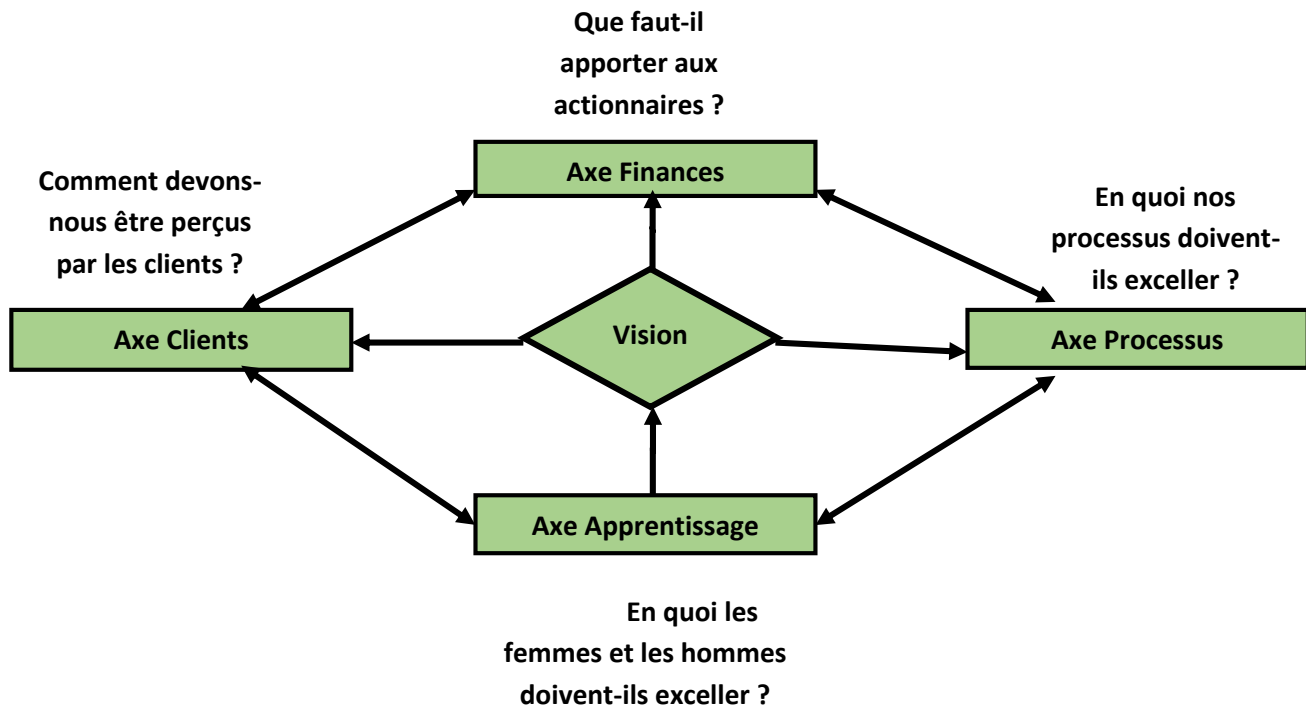 Que faut-il
apporter aux
actionnaires ?
Axe Finances
Comment devons-
nous être perçus
par les clients ?
En quoi nos
processus doivent-
ils exceller ?
Axe Clients
Vision
Axe Processus
Axe Apprentissage
En quoi les
femmes et les hommes
doivent-ils exceller ?